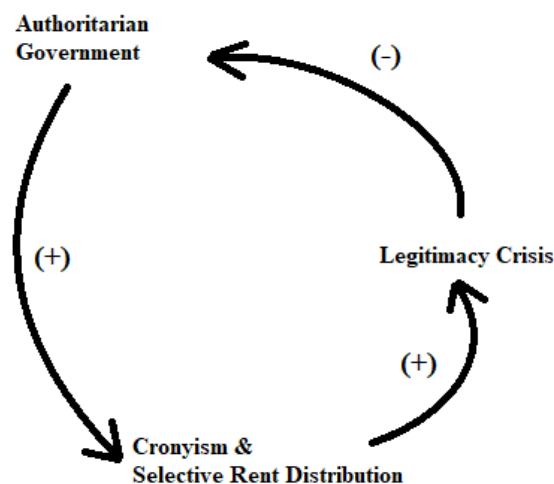 Authoritarian
Government
(-)
(+)
Legitimacy Crisis
(+)
Cronyism &
Selective Rent Distribution